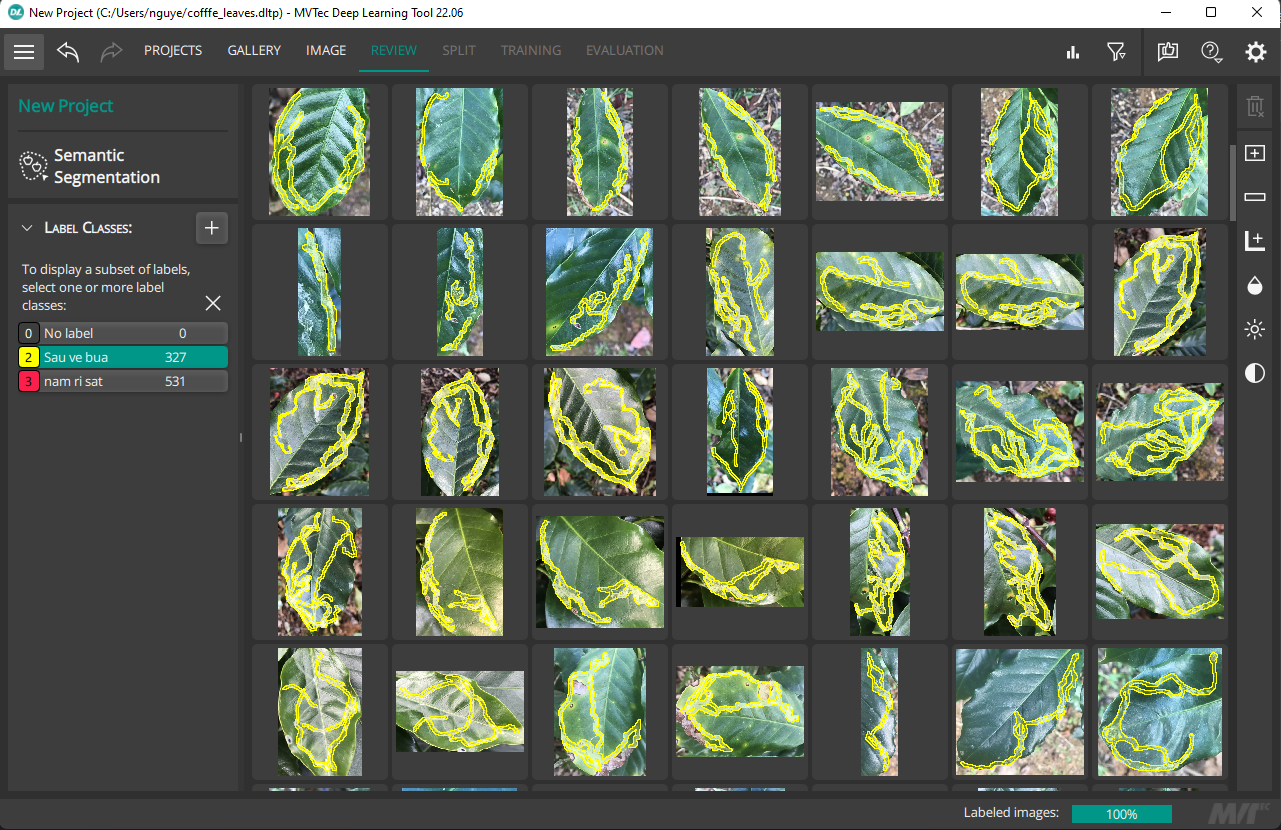 New Project (C:/Users/nguye/cofffe_leaves.dltp) - MVTec Deep Learning Tool 22.06
PROJECTS GALLERY IMAGE REVIEW SPLIT TRAINING EVALUATION
New Project
Semantic
Segmentation
LABEL CLASSES:
To display a subset of labels,
select one or more label
classes:
0 No label 0
2 Sau ve bua 327
3 nam ri sat 531
Labeled images: 100%
MVTEC